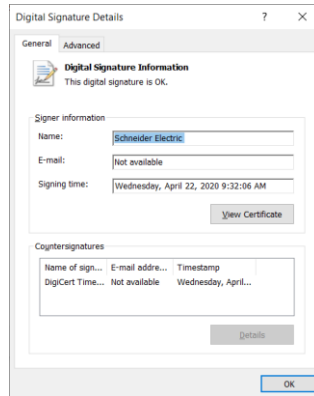 Digital Signature Details ? ×
General Advanced
Digital Signature Information
This digital signature is OK.
Signer information
Name: Schneider Electric
E-mail: Not available
Signing time: Wednesday, April 22, 2020 9:32:06 AM
View Certificate
Countersignatures
Name of sign... E-mail addre... Timestamp
DigiCert Time... Not available Wednesday, April...
Details
OK